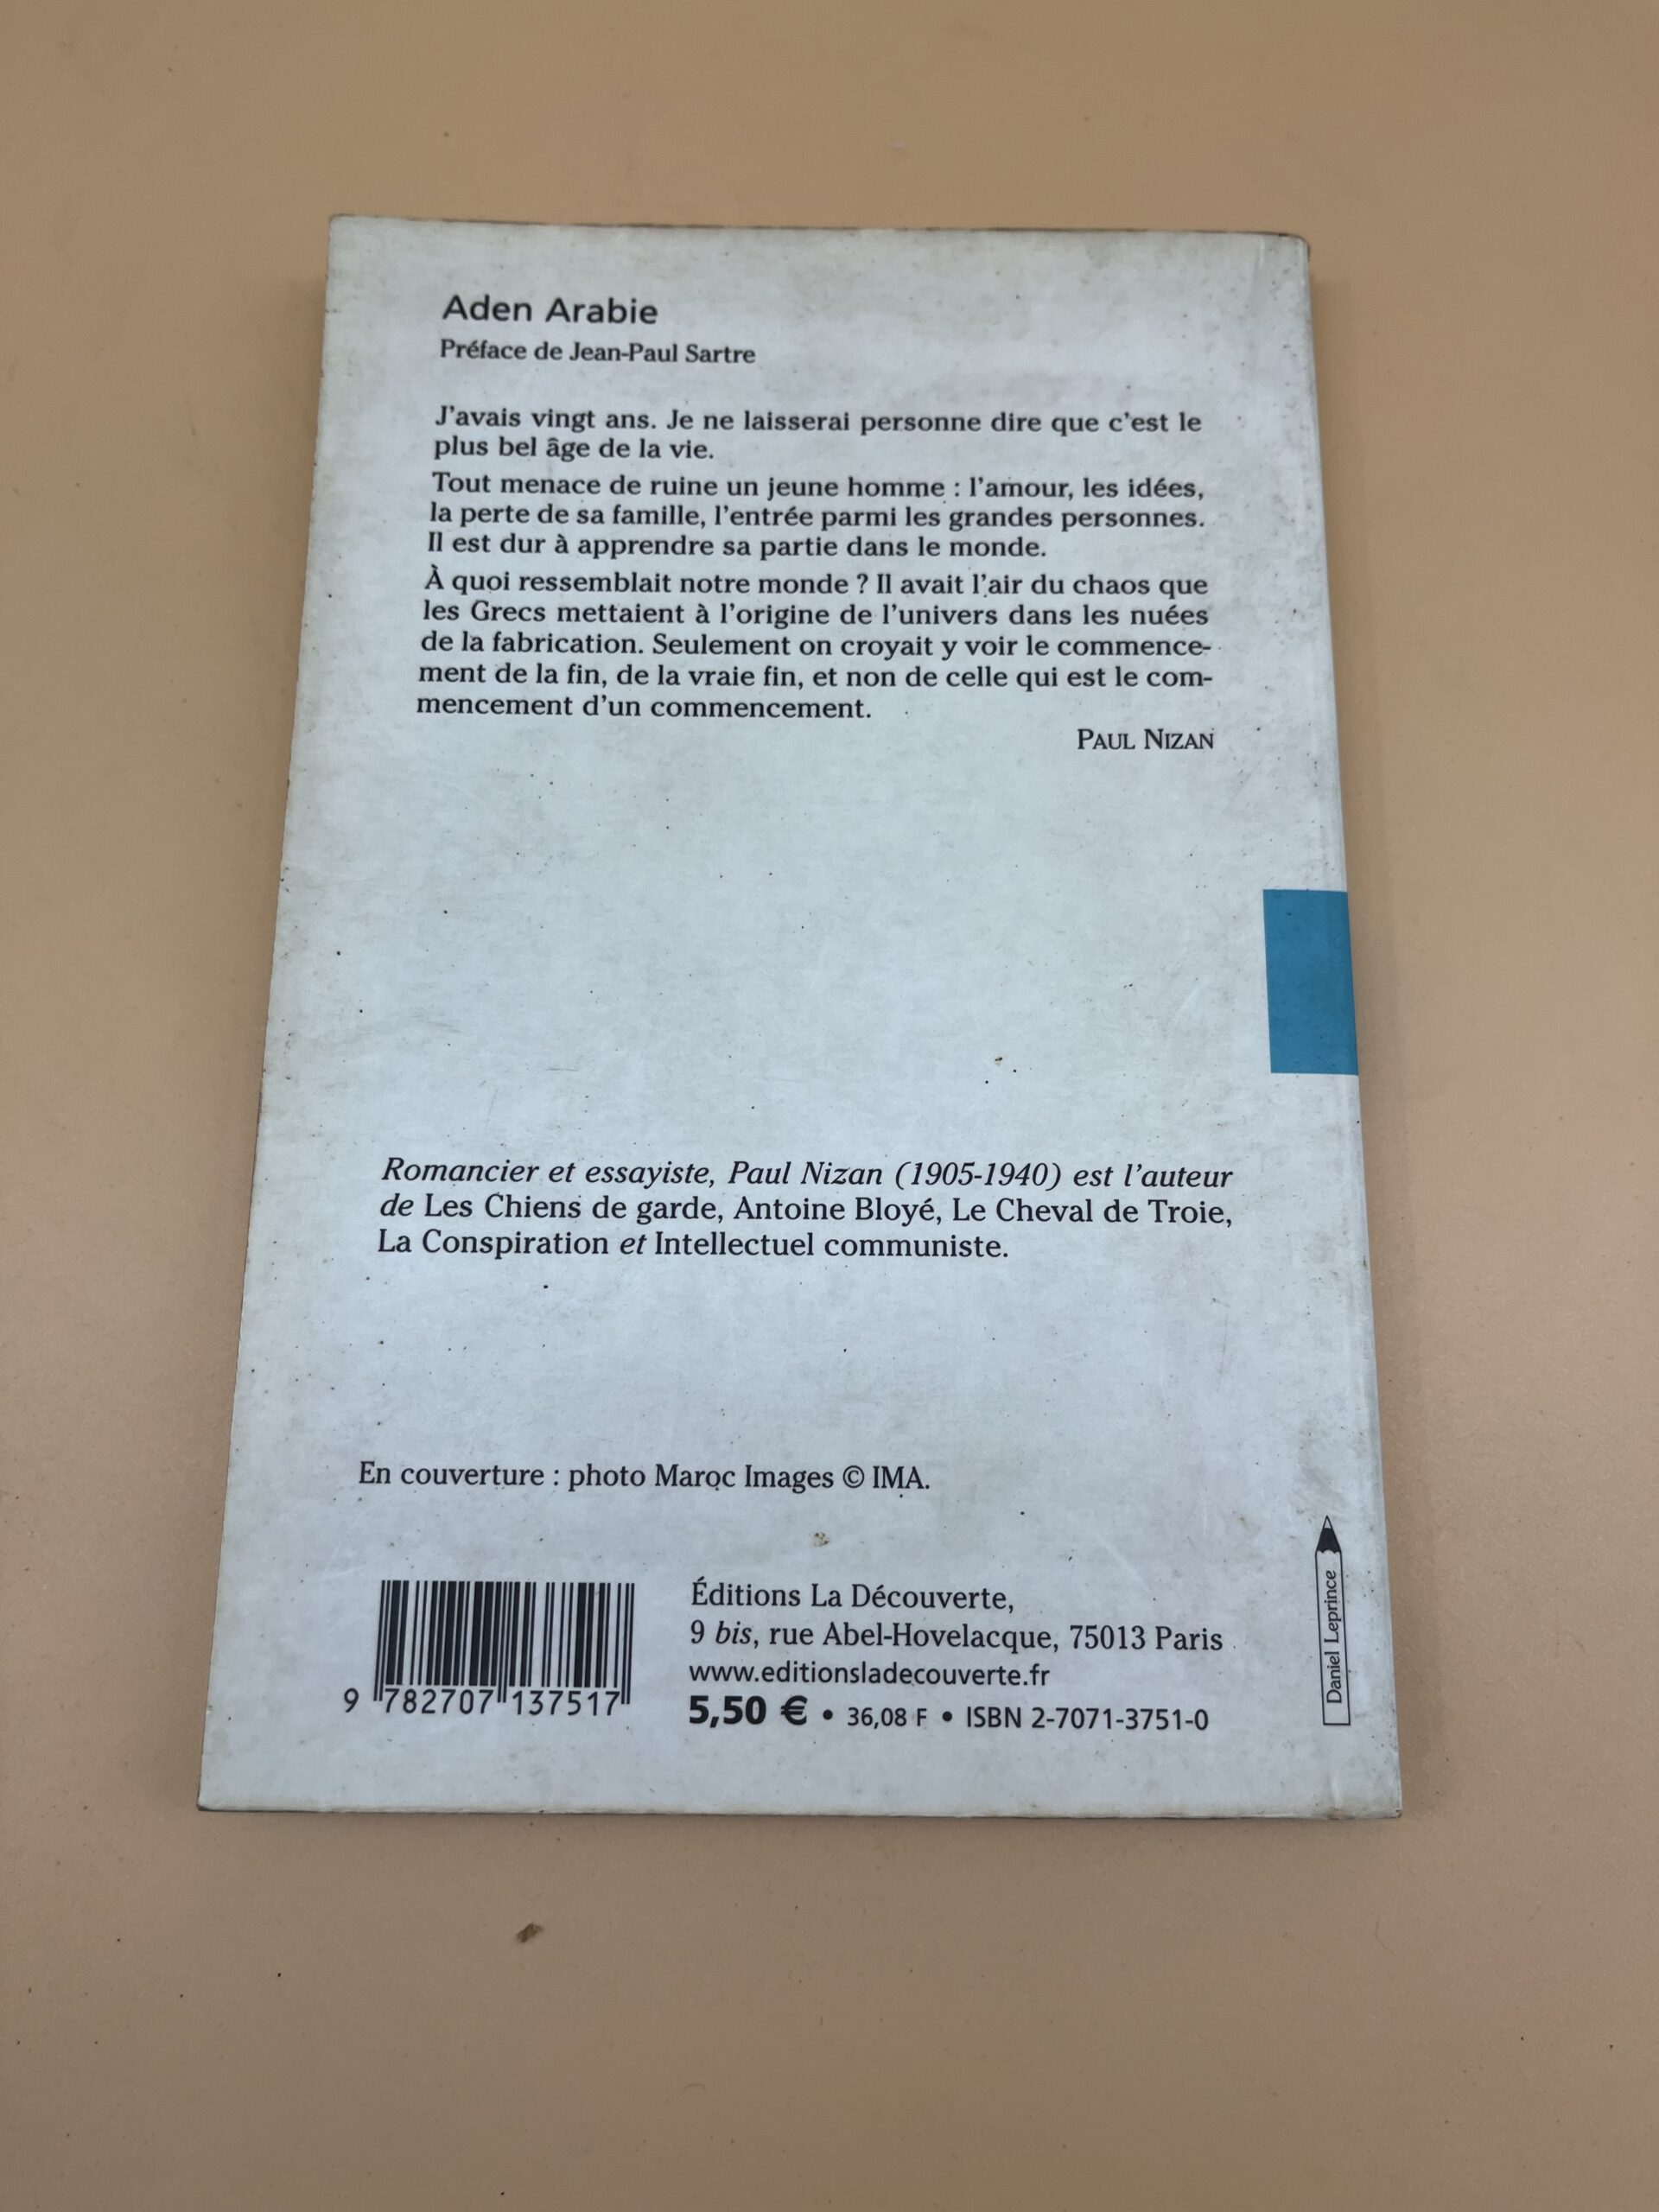 Aden Arabie
Préface de Jean-Paul Sartre
J'avais vingt ans. Je ne laisserai personne dire que c'est le
plus bel âge de la vie.
Tout menace de ruine un jeune homme : l'amour, les idées,
la perte de sa famille, l'entrée parmi les grandes personnes.
Il est dur à apprendre sa partie dans le monde.
À quoi ressemblait notre monde ? Il avait l'air du chaos que
les Grecs mettaient à l'origine de l'univers dans les nuées
de la fabrication. Seulement on croyait y voir le commence-
ment de la fin, de la vraie fin, et non de celle qui est le com-
mencement d'un commencement.
PAUL NIZAN
Romancier et essayiste, Paul Nizan (1905-1940) est l'auteur
de Les Chiens de garde, Antoine Bloyé, Le Cheval de Troie,
La Conspiration et Intellectuel communiste.
En couverture : photo Maroc Images © IMA.
9 782707 137517
Éditions La Découverte,
9 bis, rue Abel-Hovelacque, 75013 Paris
www.editionsladecouverte.fr
5,50 € • 36,08 F • ISBN 2-7071-3751-0
Daniel Leprince